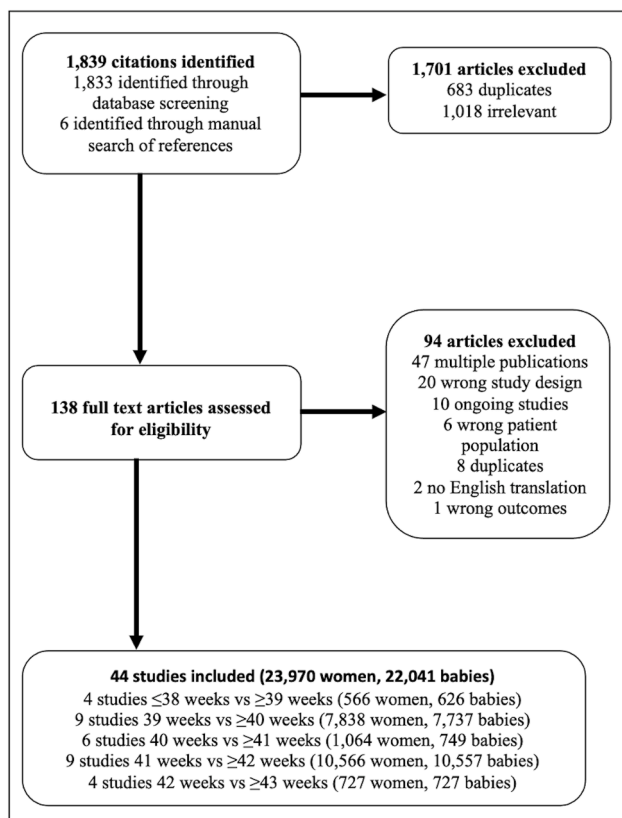 1,839 citations identified
1,833 identified through
database screening
6 identified through manual
search of references
1,701 articles excluded
683 duplicates
1,018 irrelevant
138 full text articles assessed
for eligibility
94 articles excluded
47 multiple publications
20 wrong study design
10 ongoing studies
6 wrong patient
population
8 duplicates
2 no English translation
1 wrong outcomes
44 studies included (23,970 women, 22,041 babies)
4 studies ≤38 weeks vs ≥39 weeks (566 women, 626 babies)
9 studies 39 weeks vs ≥40 weeks (7,838 women, 7,737 babies)
6 studies 40 weeks vs ≥41 weeks (1,064 women, 749 babies)
9 studies 41 weeks vs ≥42 weeks (10,566 women, 10,557 babies)
4 studies 42 weeks vs ≥43 weeks (727 women, 727 babies)